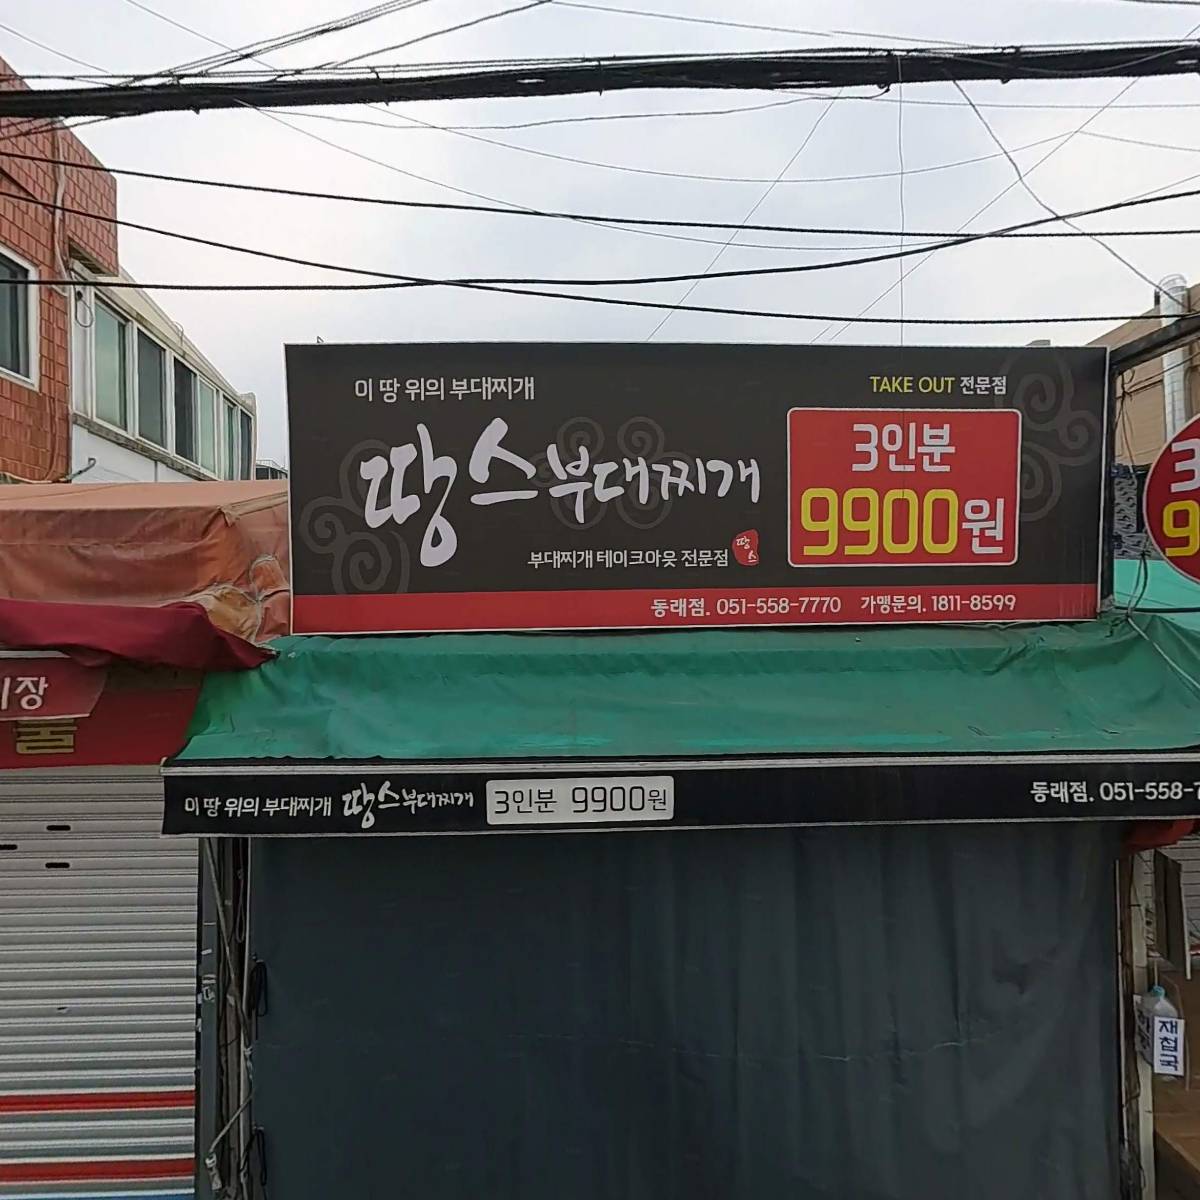 이 땅 위의 부대찌개
TAKE OUT 전문점
땅스부대찌개
3인분
9900원
부대찌개 테이크아웃 전문점
땅스
동래점. 051-558-7770 가맹문의. 1811-8599
3
9
장
물
이 땅 위의 부대찌개 땅스부대찌개 3인분 9900원
동래점. 051-558-7
재첩국